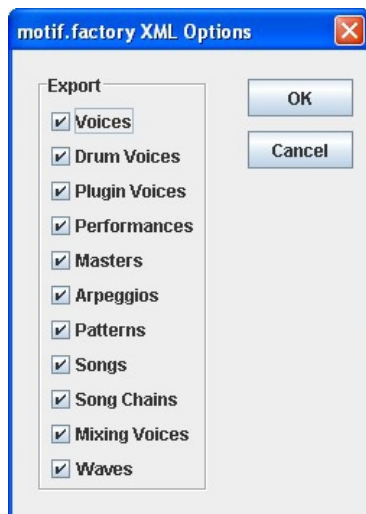 motif.factory XML Options
Export
Voices
Drum Voices
Plugin Voices
Performances
Masters
Arpeggios
Patterns
Songs
Song Chains
Mixing Voices
Waves
OK
Cancel